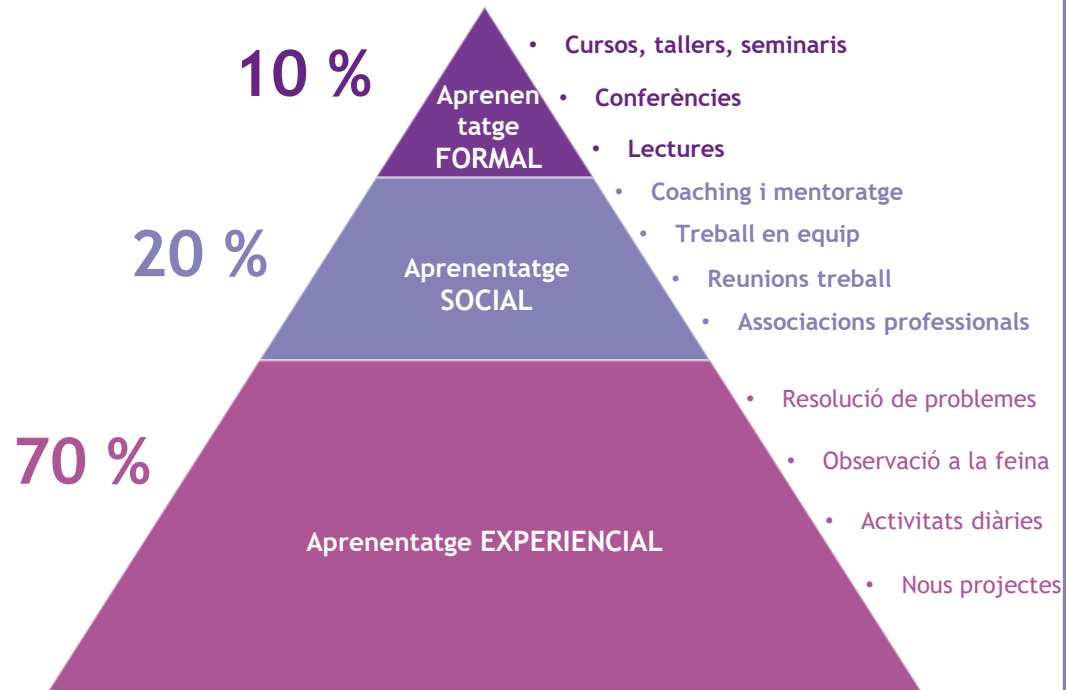 10 %
Aprenen
tatge
FORMAL
• Cursos, tallers, seminaris
• Conferències
• Lectures
20 %
Aprenentatge
SOCIAL
• Coaching i mentoratge
• Treball en equip
• Reunions treball
• Associacions professionals
70 %
Aprenentatge EXPERIENCIAL
• Resolució de problemes
• Observació a la feina
• Activitats diàries
• Nous projectes